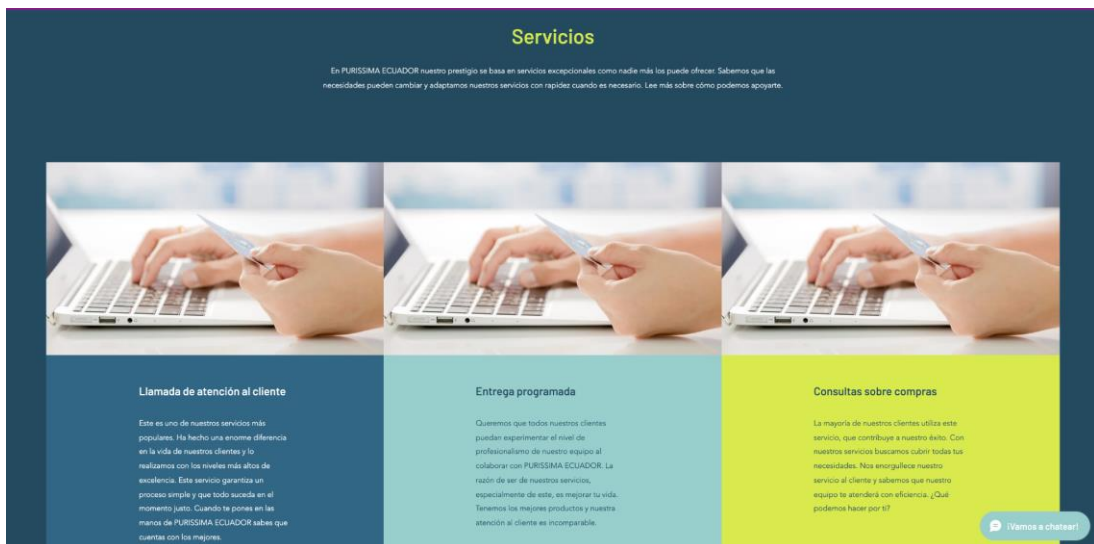 Servicios
En PURISSIMA ECUADOR nuestro prestigio se basa en servicios excepcionales como nadie más los puede ofrecer. Sabemos que las
necesidades pueden cambiar y adaptamos nuestros servicios con rapidez cuando es necesario. Lee más sobre cómo podemos apoyarte.
Llamada de atención al cliente
Este es uno de nuestros servicios más
populares. Ha hecho una enorme diferencia
en la vida de nuestros clientes y lo
realizamos con los niveles más altos de
excelencia. Este servicio garantiza un
proceso simple y que todo suceda en el
momento justo. Cuando te pones en las
manos de PURISSIMA ECUADOR sabes que
cuentas con los mejores.
Entrega programada
Queremos que todos nuestros clientes
puedan experimentar el nivel de
profesionalismo de nuestro equipo al
colaborar con PURISSIMA ECUADOR. La
razón de ser de nuestros servicios,
especialmente de este, es mejorar tu vida.
Tenemos los mejores productos y nuestra
atención al cliente es incomparable.
Consultas sobre compras
La mayoría de nuestros clientes utiliza este
servicio, que contribuye a nuestro éxito. Con
nuestros servicios buscamos cubrir todas tus
necesidades. Nos enorgullece nuestro
servicio al cliente y sabemos que nuestro
equipo te atenderá con eficiencia. ¿Qué
podemos hacer por ti?
¡Vamos a chatear!